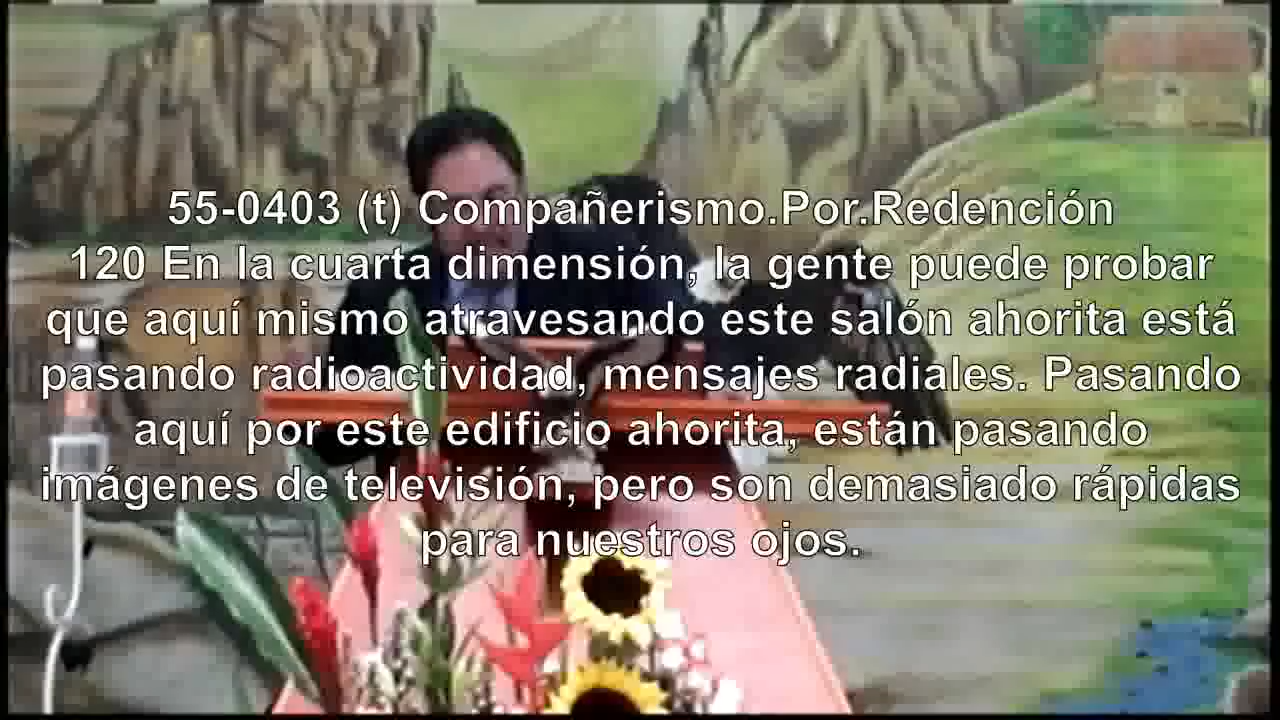 55-0403 (t) Compañerismo.Por.Redención
120 En la cuarta dimensión, la gente puede probar
que aquí mismo atravesando este salón ahorita está
pasando radioactividad, mensajes radiales. Pasando
aquí por este edificio ahorita, están pasando
imágenes de televisión, pero son demasiado rápidas
para nuestros ojos.